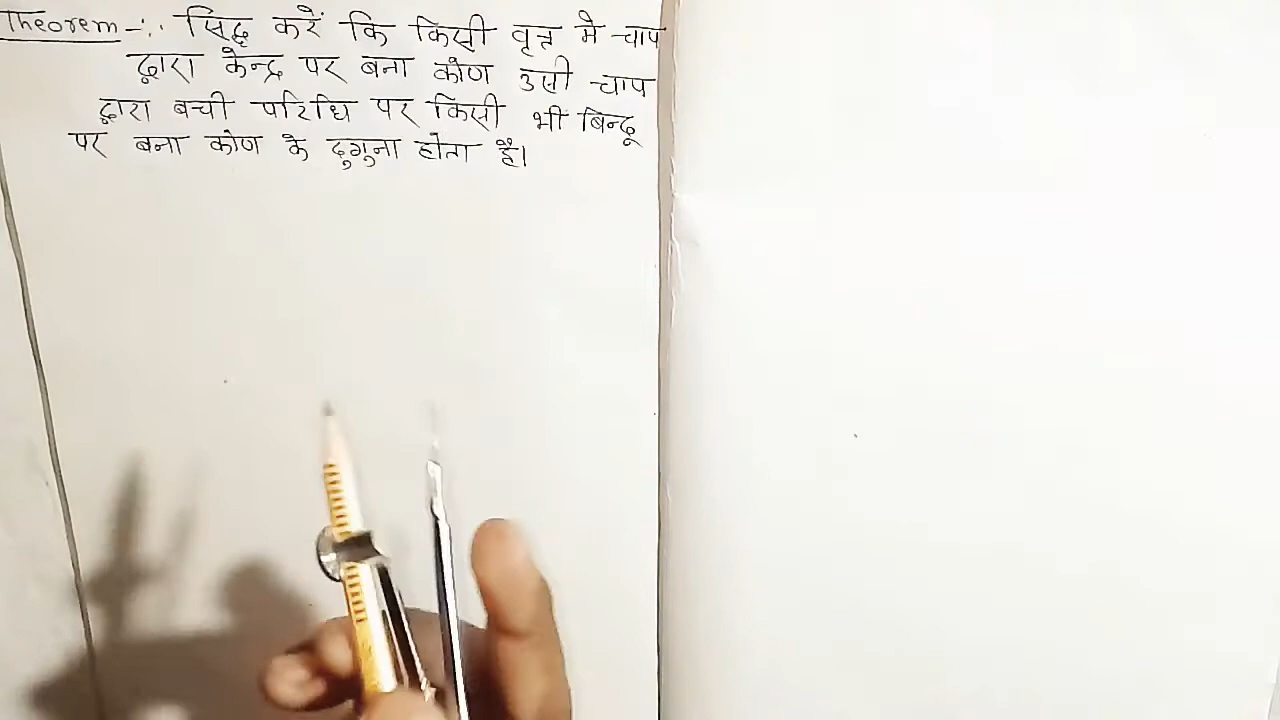 Theorem -:. सिद्ध करें कि किसी वृत्त मे चाप
द्वारा केन्द्र पर बना कोण उसी चाप
द्वारा बची परिधि पर किसी भी बिन्दू
पर बना कोण के दुगुना होता है।